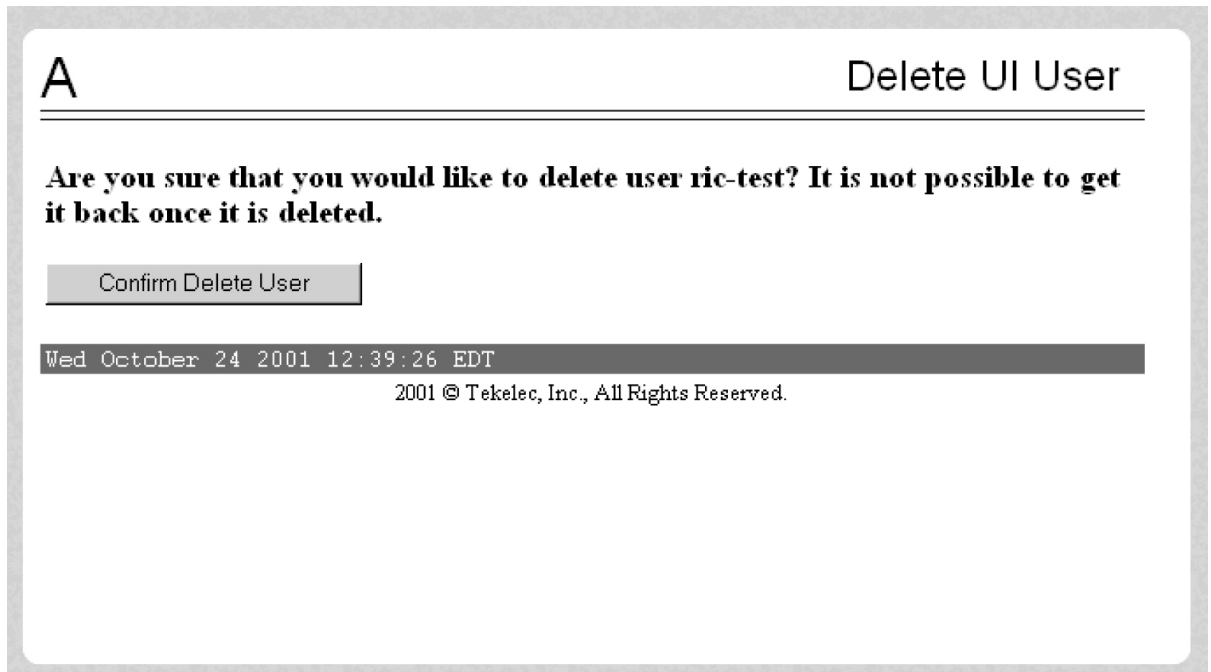 A
Delete UI User
Are you sure that you would like to delete user ric-test? It is not possible to get
it back once it is deleted.
Confirm Delete User
Wed October 24 2001 12:39:26 EDT
2001 © Tekelec, Inc., All Rights Reserved.